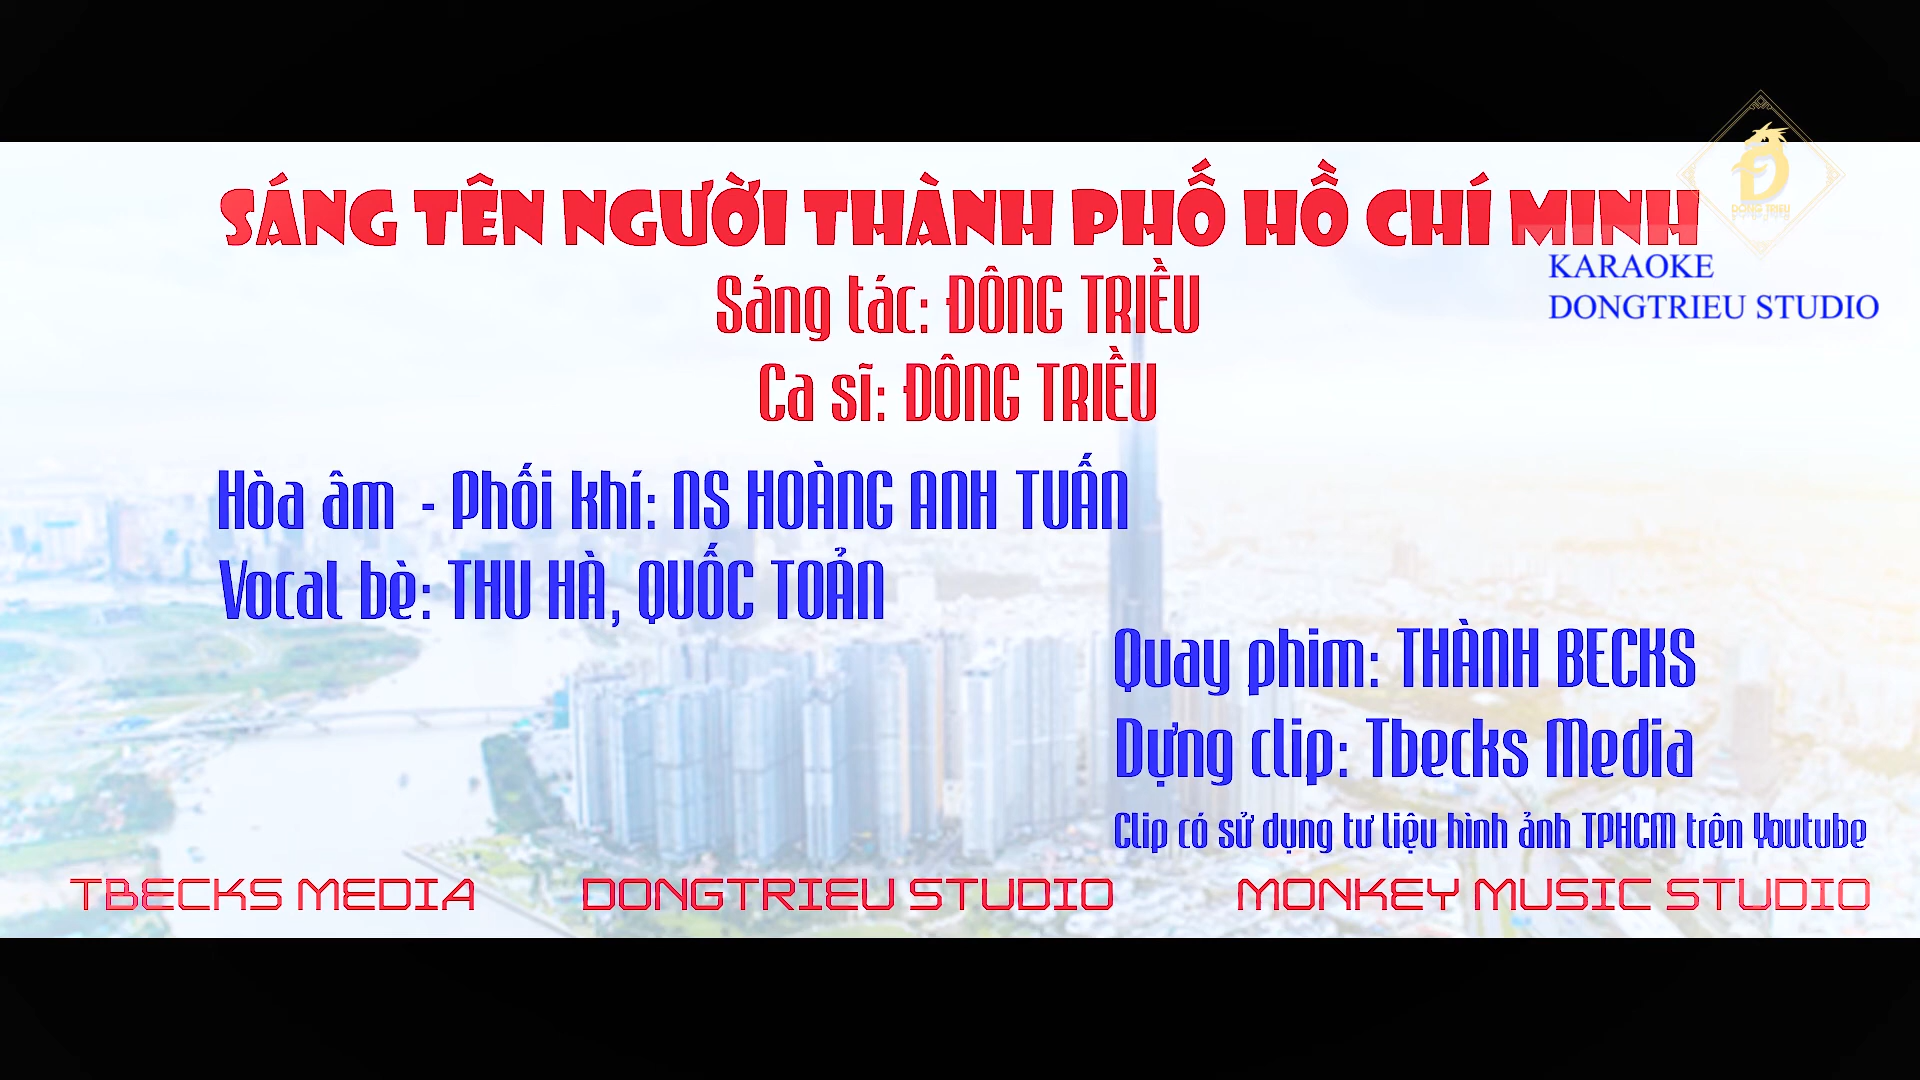 SÁNG TÊN NGƯỜI THÀNH PHỐ HỒ CHÍ MINH
ĐÔNG TRIỀU
KARAOKE
DONGTRIEU STUDIO
Sáng tác: ĐÔNG TRIỀU
Ca sĩ: ĐÔNG TRIỀU
Hòa âm - Phối khí: NS HOÀNG ANH TUẤN
Vocal bè: THU HÀ, QUỐC TOẢN
Quay phim: THÀNH BECKS
Dựng clip: Tbecks Media
Clip có sử dụng tư liệu hình ảnh TPHCM trên Youtube
TBECKS MEDIA DONGTRIEU STUDIO MONKEY MUSIC STUDIO